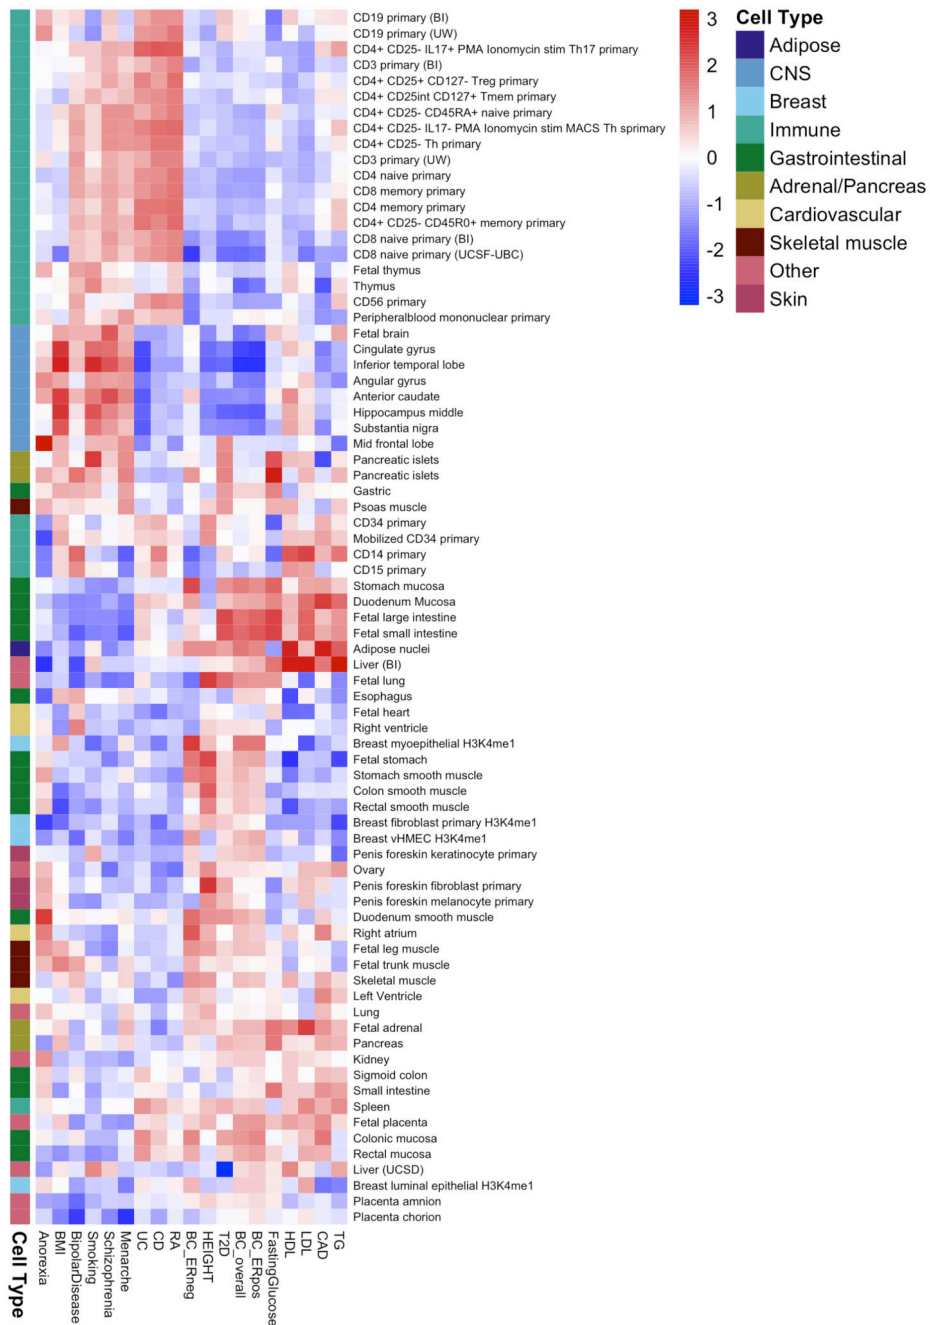 CD19 primary (BI)
CD19 primary (UW)
CD4+ CD25- IL17+ PMA Ionomycin stim Th17 primary
CD3 primary (BI)
CD4+ CD25+ CD127- Treg primary
CD4+ CD25int CD127+ Tmem primary
CD4+ CD25- CD45RA+ naive primary
CD4+ CD25- IL17- PMA Ionomycin stim MACS Th sprimary
CD4+ CD25- Th primary
CD3 primary (UW)
CD4 naive primary
CD8 memory primary
CD4 memory primary
CD4+ CD25- CD45R0+ memory primary
CD8 naive primary (BI)
CD8 naive primary (UCSF-UBC)
Fetal thymus
Thymus
CD56 primary
Peripheralblood mononuclear primary
Fetal brain
Cingulate gyrus
Inferior temporal lobe
Angular gyrus
Anterior caudate
Hippocampus middle
Substantia nigra
Mid frontal lobe
Pancreatic islets
Pancreatic islets
Gastric
Psoas muscle
CD34 primary
Mobilized CD34 primary
CD14 primary
CD15 primary
Stomach mucosa
Duodenum Mucosa
Fetal large intestine
Fetal small intestine
Adipose nuclei
Liver (BI)
Fetal lung
Esophagus
Fetal heart
Right ventricle
Breast myoepithelial H3K4me1
Fetal stomach
Stomach smooth muscle
Colon smooth muscle
Rectal smooth muscle
Breast fibroblast primary H3K4me1
Breast vHMEC H3K4me1
Penis foreskin keratinocyte primary
Ovary
Penis foreskin fibroblast primary
Penis foreskin melanocyte primary
Duodenum smooth muscle
Right atrium
Fetal leg muscle
Fetal trunk muscle
Skeletal muscle
Left Ventricle
Lung
Fetal adrenal
Pancreas
Kidney
Sigmoid colon
Small intestine
Spleen
Fetal placenta
Colonic mucosa
Rectal mucosa
Liver (UCSD)
Breast luminal epithelial H3K4me1
Placenta amnion
Placenta chorion
Cell Type
Anorexia
BMI
BipolarDisease
Smoking
Schizophrenia
Menarche
UC
CD
RA
BC_ERneg
HEIGHT
T2D
BC_overall
BC_ERpos
FastingGlucose
HDL
LDL
CAD
TG
3
2
1
0
-1
-2
-3
Cell Type
Adipose
CNS
Breast
Immune
Gastrointestinal
Adrenal/Pancreas
Cardiovascular
Skeletal muscle
Other
Skin